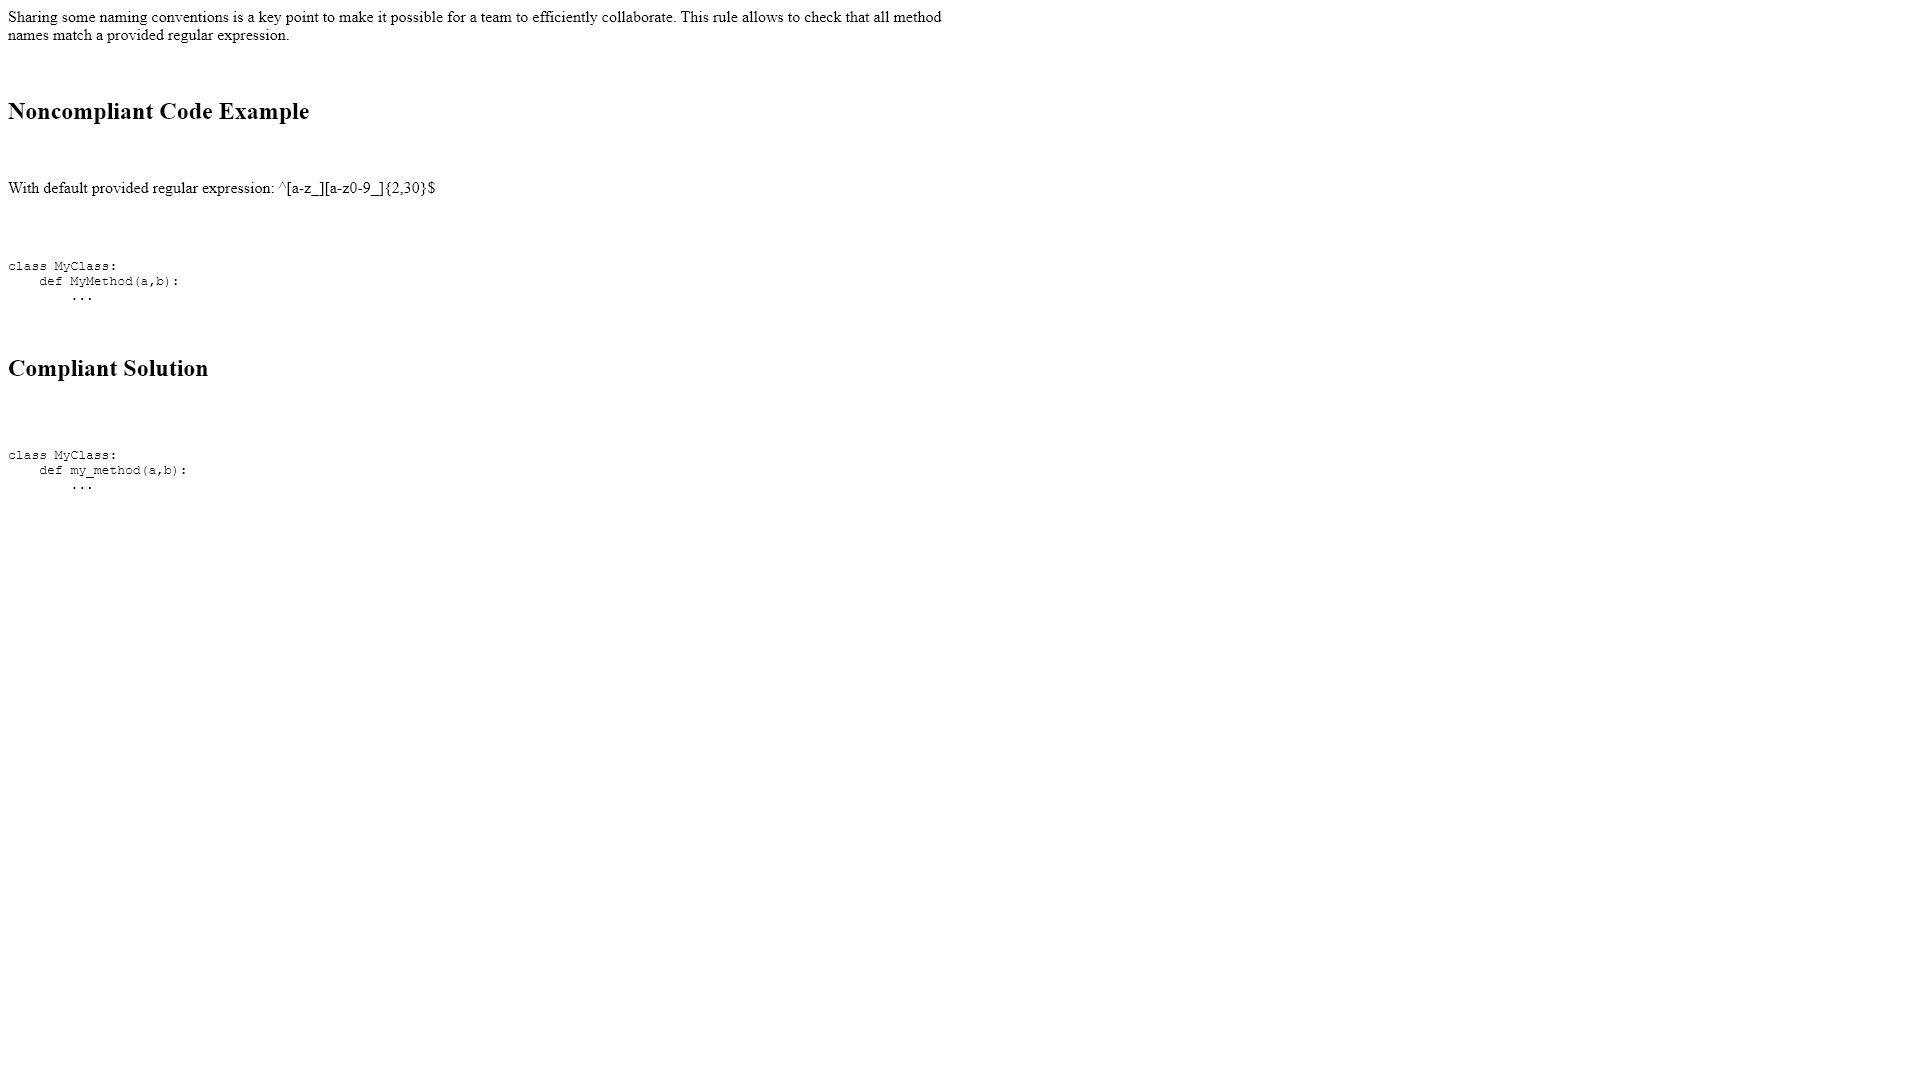 Sharing some naming conventions is a key point to make it possible for a team to efficiently collaborate. This rule allows to check that all method
names match a provided regular expression.
Noncompliant Code Example
With default provided regular expression: ^[a-z_][a-z0-9_]{2,30}$
class MyClass:
    def MyMethod(a,b):
        ...
Compliant Solution
class MyClass:
    def my_method(a,b):
        ...